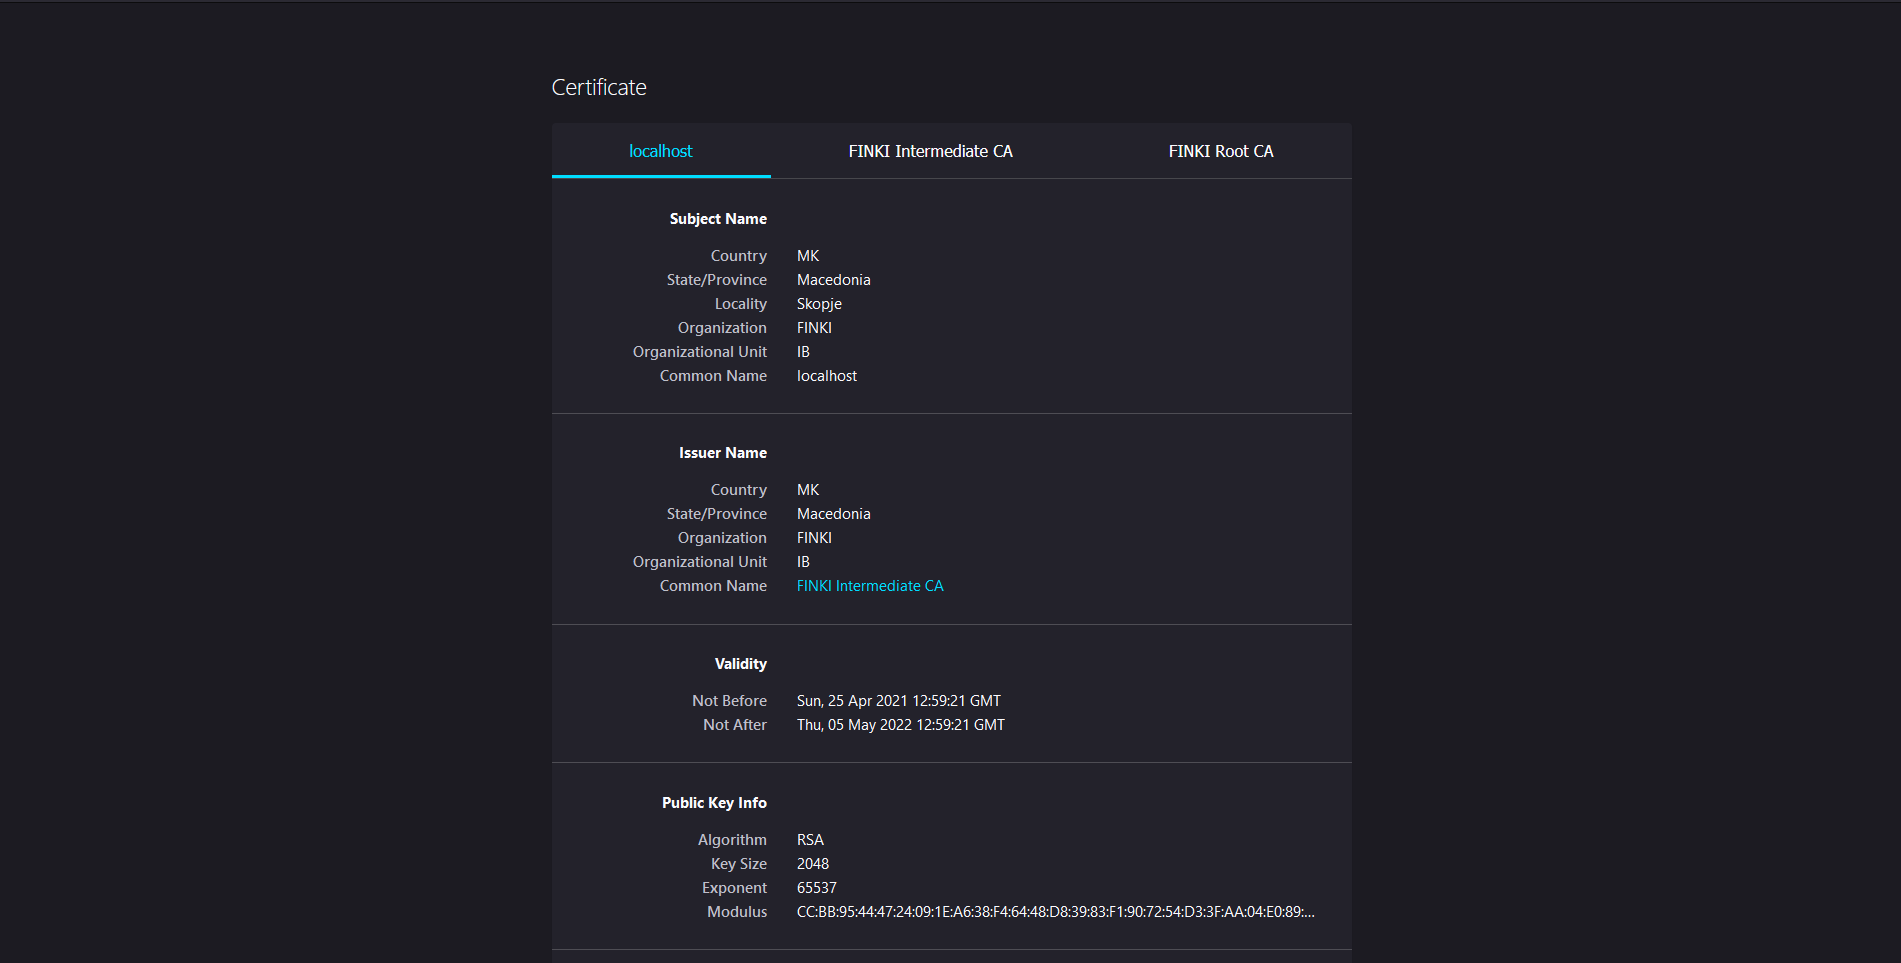 Certificate
localhost FINKI Intermediate CA FINKI Root CA
Subject Name
Country MK
State/Province Macedonia
Locality Skopje
Organization FINKI
Organizational Unit IB
Common Name localhost
Issuer Name
Country MK
State/Province Macedonia
Organization FINKI
Organizational Unit IB
Common Name FINKI Intermediate CA
Validity
Not Before Sun, 25 Apr 2021 12:59:21 GMT
Not After Thu, 05 May 2022 12:59:21 GMT
Public Key Info
Algorithm RSA
Key Size 2048
Exponent 65537
Modulus CC:BB:95:44:47:24:09:1E:A6:38:F4:64:48:D8:39:83:F1:90:72:54:D3:3F:AA:04:E0:89:...